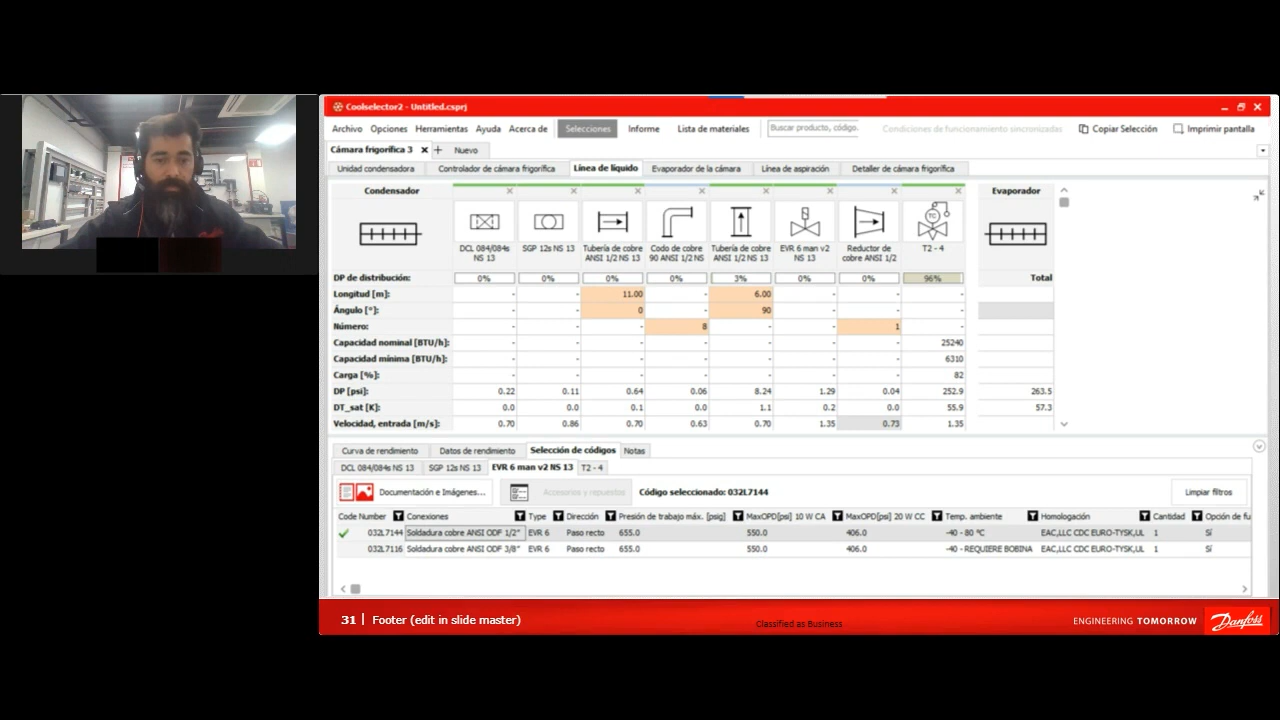 Coolselector2 - Untitled.csprj
Archivo Opciones Herramientas Ayuda Acerca de Selecciones Informe Lista de materiales Buscar producto, código. Condiciones de funcionamiento sincronizadas Copiar Selección Imprimir pantalla
Cámara frigorífica 3 Nuevo
Unidad condensadora Controlador de cámara frigorífica Línea de líquido Evaporador de la cámara Línea de aspiración Detaller de cámara frigorífica
Condensador Evaporador
TC
DCL 084/084s SGP 12s NS 13 Tubería de cobre Codo de cobre Tubería de cobre EVR 6 man v2 Reductor de T2 - 4
NS 13 ANSI 1/2 NS 13 90 ANSI 1/2 NS ANSI 1/2 NS 13 NS 13 cobre ANSI 1/2
DP de distribución: 0% 0% 0% 0% 3% 0% 0% 96% Total
Longitud [m]: - - 11.00 - 6.00 - - -
Ángulo [°]: - - 0 - 90 - - -
Número: - - - 8 - - 1 -
Capacidad nominal [BTU/h]: - - - - - - - 25240
Capacidad mínima [BTU/h]: - - - - - - - 6310
Carga [%]: - - - - - - - 82
DP [psi]: 0.22 0.11 0.64 0.06 8.24 1.29 0.04 252.9 263.5
DT_sat [K]: 0.0 0.0 0.1 0.0 1.1 0.2 0.0 55.9 57.3
Velocidad, entrada [m/s]: 0.70 0.86 0.70 0.63 0.70 1.35 0.73 1.35
Curva de rendimiento Datos de rendimiento Selección de códigos Notas
DCL 084/084s NS 13 SGP 12s NS 13 EVR 6 man v2 NS 13 T2 - 4
Documentación e Imágenes... Accesorios y repuestos Código seleccionado: 032L7144 Limpiar filtros
Code Number Conexiones Type Dirección Presión de trabajo máx. [psig] MaxOPD[psi] 10 W CA MaxOPD[psi] 20 W CC Temp. ambiente Homologación Cantidad Opción de fu
032L7144 Soldadura cobre ANSI ODF 1/2" EVR 6 Paso recto 655.0 550.0 406.0 -40 - 80 °C EAC,LLC CDC EURO-TYSK,UL 1 Sí
032L7116 Soldadura cobre ANSI ODF 3/8" EVR 6 Paso recto 655.0 550.0 406.0 -40 - REQUIERE BOBINA EAC,LLC CDC EURO-TYSK,UL 1 Sí
31 | Footer (edit in slide master) Classified as Business ENGINEERING TOMORROW Danfoss